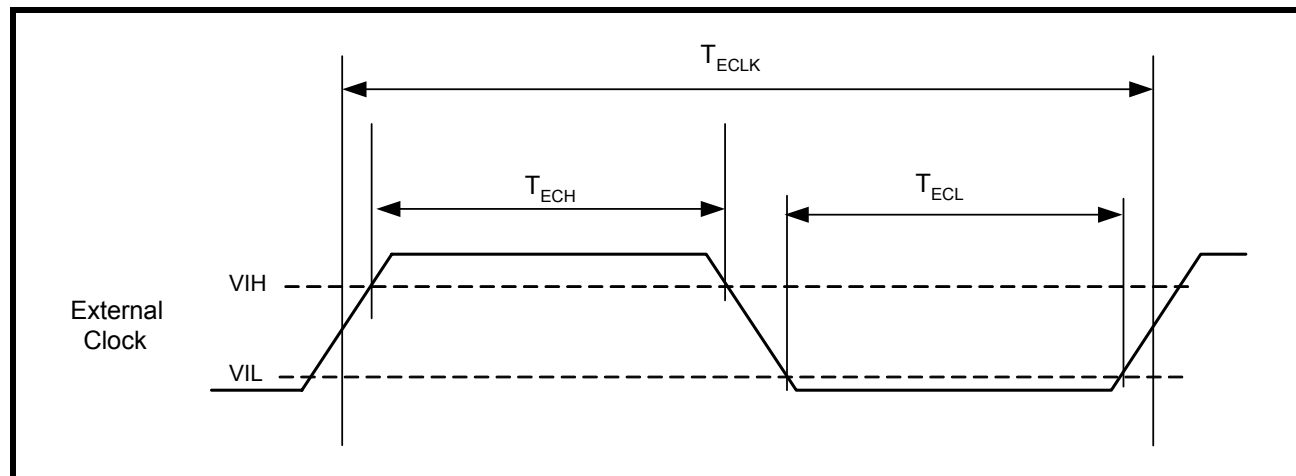 T_ECLK
T_ECH
T_ECL
VIH
External
Clock
VIL